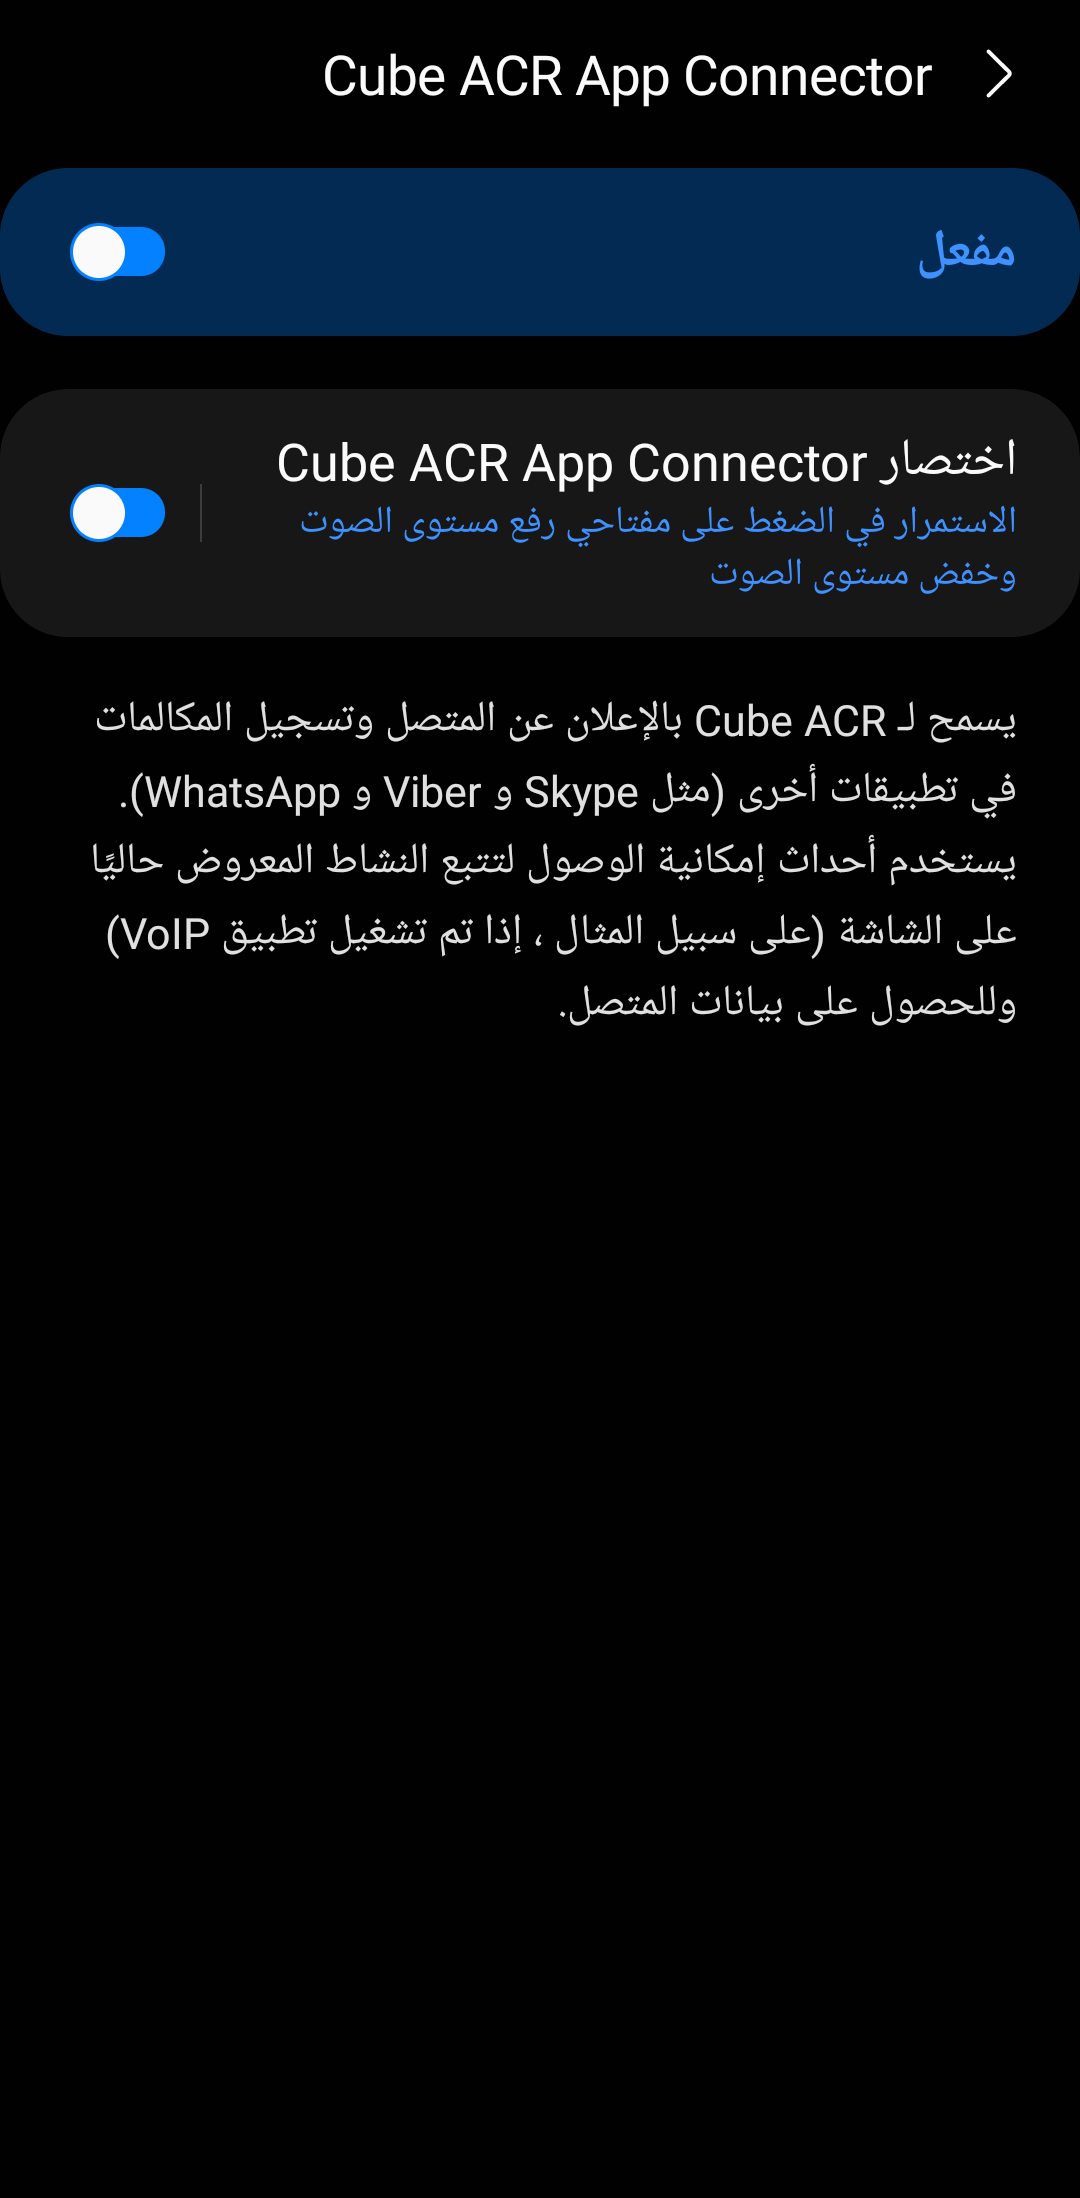 Cube ACR App Connector
مفعل
اختصار Cube ACR App Connector
الاستمرار في الضغط على مفتاحي رفع مستوى الصوت
وخفض مستوى الصوت
يسمح لـ Cube ACR بالإعلان عن المتصل وتسجيل المكالمات
في تطبيقات أخرى (مثل Skype و Viber و WhatsApp).
يستخدم أحداث إمكانية الوصول لتتبع النشاط المعروض حاليًا
على الشاشة (على سبيل المثال ، إذا تم تشغيل تطبيق VoIP)
وللحصول على بيانات المتصل.